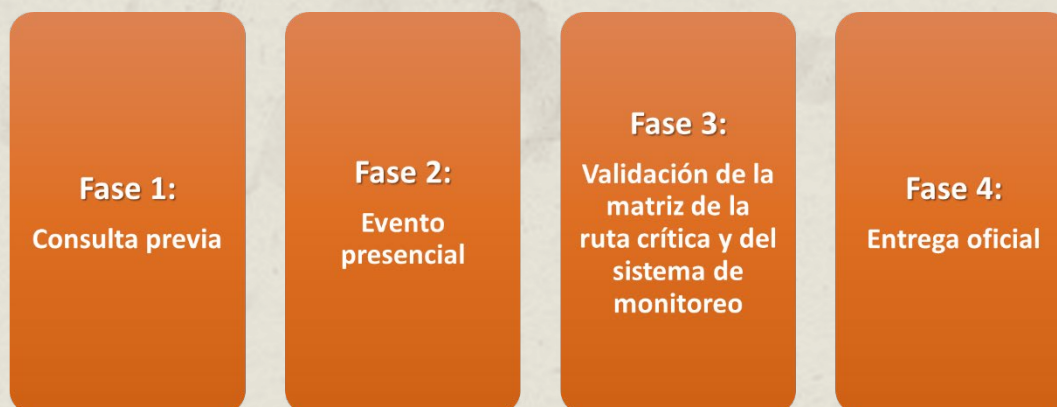 Fase 1:
Consulta previa
Fase 2:
Evento
presencial
Fase 3:
Validación de la
matriz de la
ruta crítica y del
sistema de
monitoreo
Fase 4:
Entrega oficial